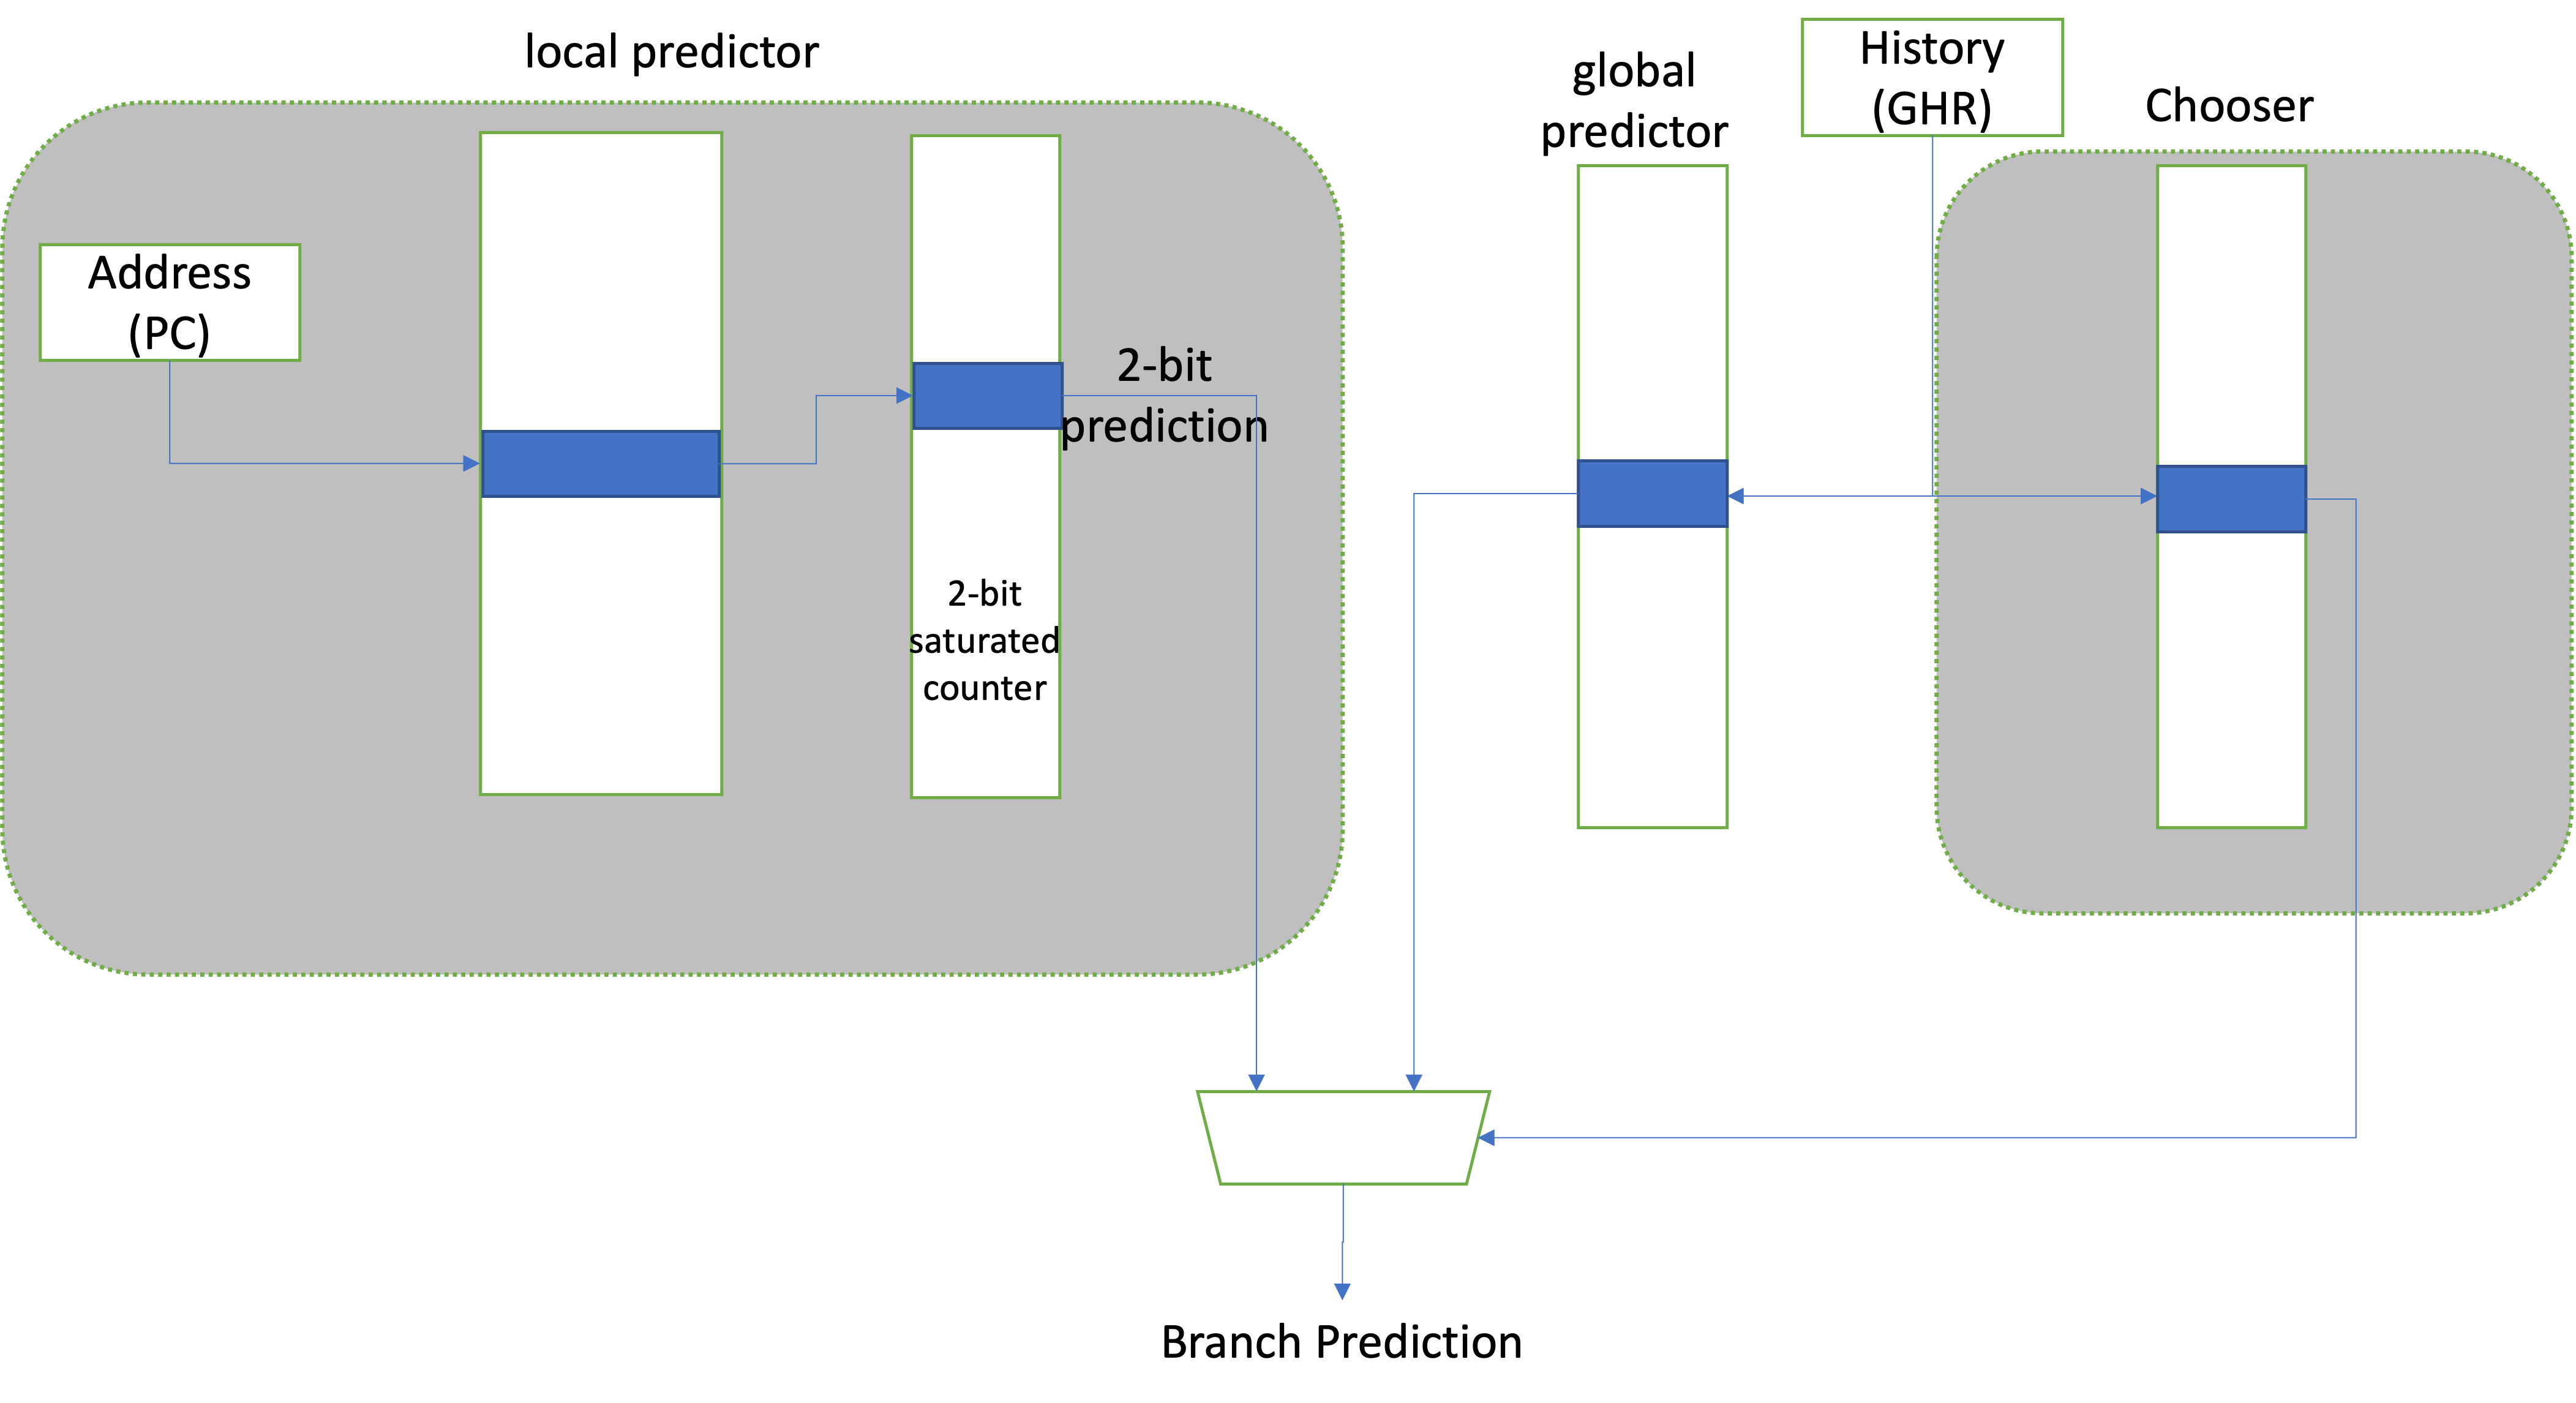 local predictor
Address
(PC)
2-bit
prediction
2-bit
saturated
counter
global
predictor
History
(GHR)
Chooser
Branch Prediction